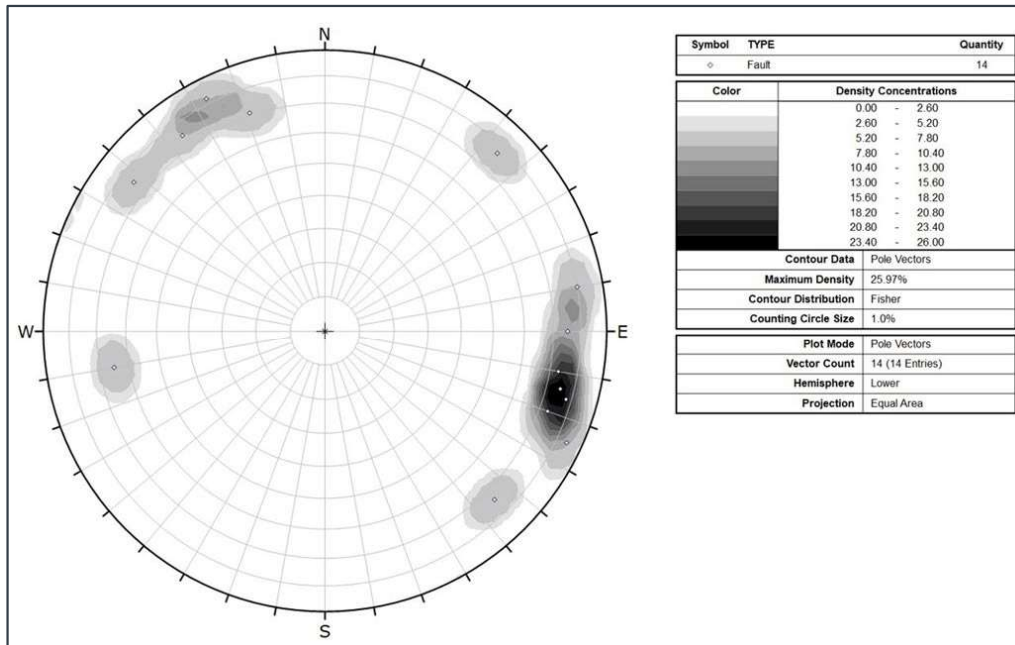 N
W
E
S
Symbol TYPE Quantity
Fault 14
Color Density Concentrations
0.00 - 2.60
2.60 - 5.20
5.20 - 7.80
7.80 - 10.40
10.40 - 13.00
13.00 - 15.60
15.60 - 18.20
18.20 - 20.80
20.80 - 23.40
23.40 - 26.00
Contour Data Pole Vectors
Maximum Density 25.97%
Contour Distribution Fisher
Counting Circle Size 1.0%
Plot Mode Pole Vectors
Vector Count 14 (14 Entries)
Hemisphere Lower
Projection Equal Area